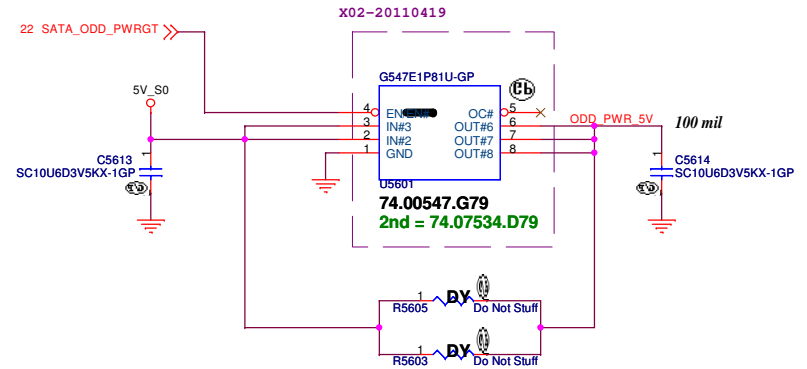 X02-20110419
22 SATA_ODD_PWRGT
G547E1P81U-GP
5V_S0
4 EN/EN# OC# 5
3 IN#3 OUT#6 6
2 IN#2 OUT#7 7
1 GND OUT#8 8
ODD_PWR_5V
100 mil
1
C5613
SC10U6D3V5KX-1GP
1
C5614
SC10U6D3V5KX-1GP
U5601
74.00547.G79
2nd = 74.07534.D79
1 DY
R5605 Do Not Stuff
1 DY
R5603 Do Not Stuff